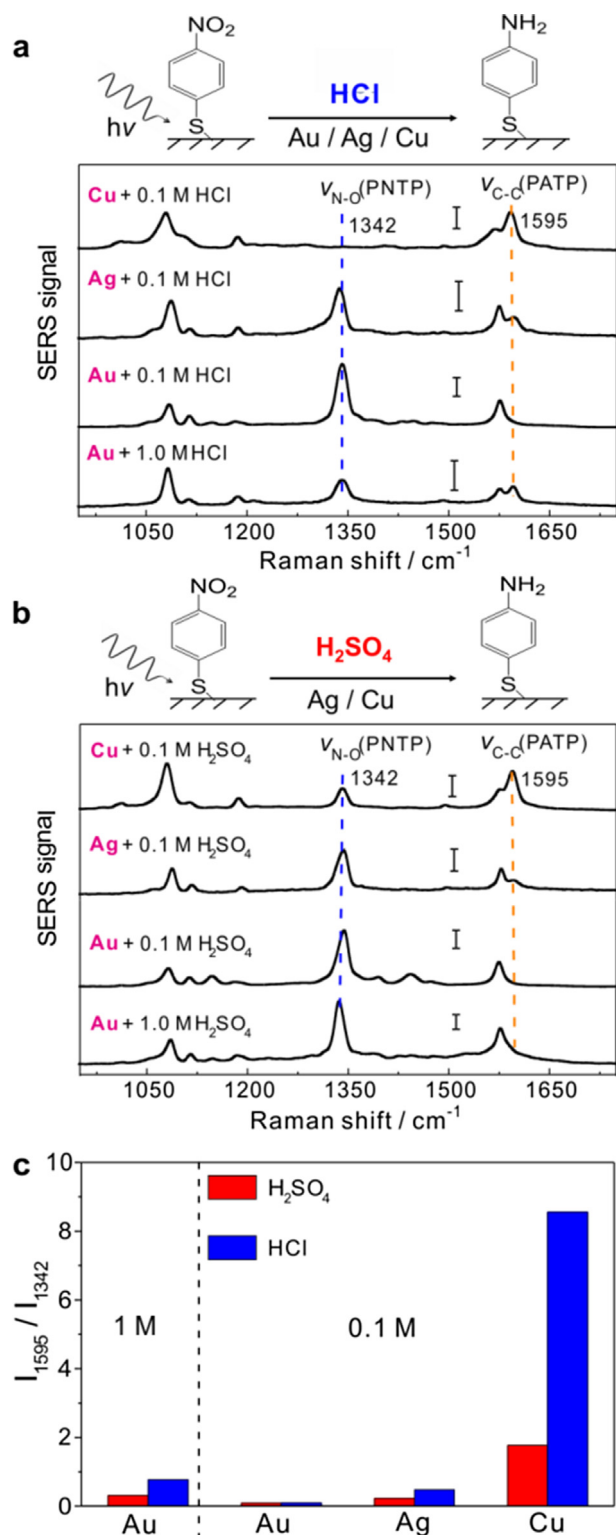 a
NO₂
NH₂
HCl
hν
S
Au / Ag / Cu
S
Cu + 0.1 M HCl
νN-O(PNTP)
νC-C(PATP)
1342
1595
Ag + 0.1 M HCl
Au + 0.1 M HCl
Au + 1.0 M HCl
SERS signal
1050 1200 1350 1500 1650
Raman shift / cm⁻¹
b
NO₂
NH₂
H₂SO₄
hν
S
Ag / Cu
S
Cu + 0.1 M H₂SO₄
νN-O(PNTP)
νC-C(PATP)
1342
1595
Ag + 0.1 M H₂SO₄
Au + 0.1 M H₂SO₄
Au + 1.0 M H₂SO₄
SERS signal
1050 1200 1350 1500 1650
Raman shift / cm⁻¹
c
10
8
6
4
2
0
I₁₅₉₅ / I₁₃₄₂
H₂SO₄
HCl
1 M
0.1 M
Au Au Ag Cu